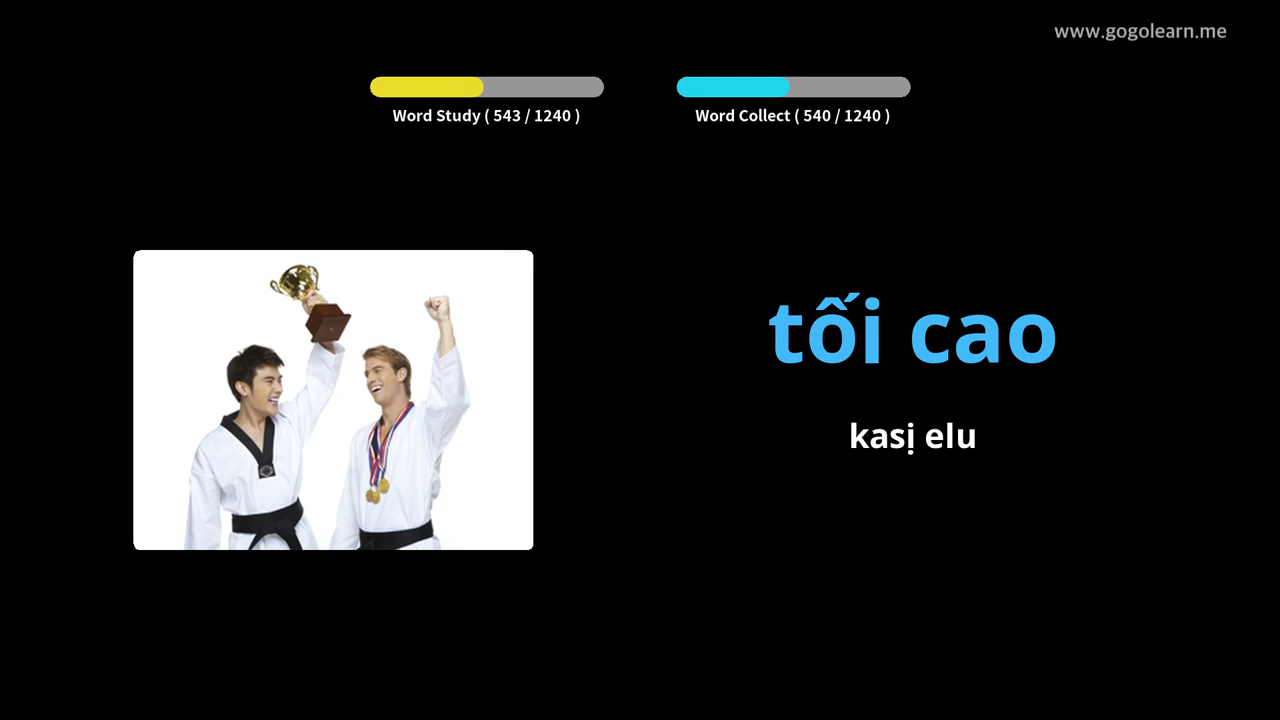 www.gogolearn.me
Word Study ( 543 / 1240 )
Word Collect ( 540 / 1240 )
tối cao
kasị elu